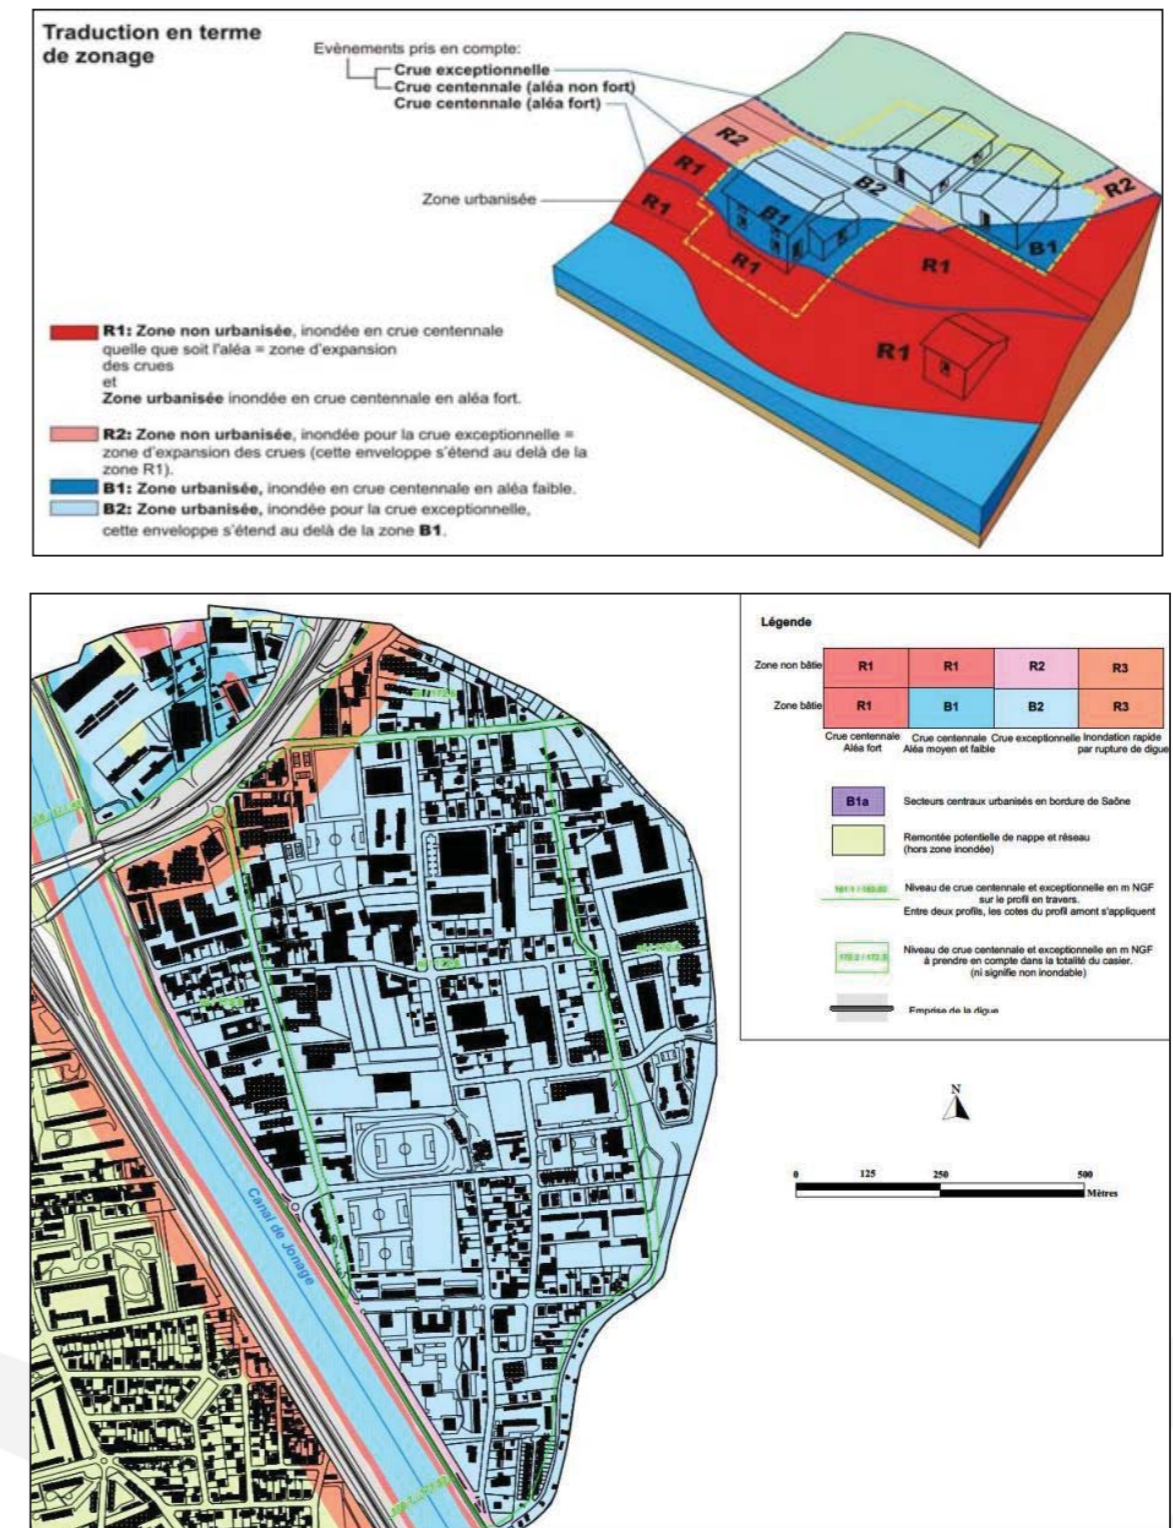 Traduction en terme
de zonage
Evènements pris en compte:
Crue exceptionnelle
Crue centennale (aléa non fort)
Crue centennale (aléa fort)
Zone urbanisée
R2
R1
R1
B1
B2
R2
R1
B1
R1
R1
R1: Zone non urbanisée, inondée en crue centennale
quelle que soit l'aléa = zone d'expansion
des crues
et
Zone urbanisée inondée en crue centennale en aléa fort.
R2: Zone non urbanisée, inondée pour la crue exceptionnelle =
zone d'expansion des crues (cette enveloppe s'étend au delà de la
zone R1).
B1: Zone urbanisée, inondée en crue centennale en aléa faible.
B2: Zone urbanisée, inondée pour la crue exceptionnelle,
cette enveloppe s'étend au delà de la zone B1.
Canal de Jonage
Légende
Zone non bâtie R1 R1 R2 R3
Zone bâtie R1 B1 B2 R3
Crue centennale Crue centennale Crue exceptionnelle Inondation rapide
Aléa fort Aléa moyen et faible par rupture de digue
B1a Secteurs centraux urbanisés en bordure de Saône
Remontée potentielle de nappe et réseau
(hors zone inondée)
Niveau de crue centennale et exceptionnelle en m NGF
sur le profil en travers.
Entre deux profils, les cotes du profil amont s'appliquent
Niveau de crue centennale et exceptionnelle en m NGF
à prendre en compte dans la totalité du casier.
(ni signifie non inondable)
Emprise de la digue
N
0 125 250 500
Mètres